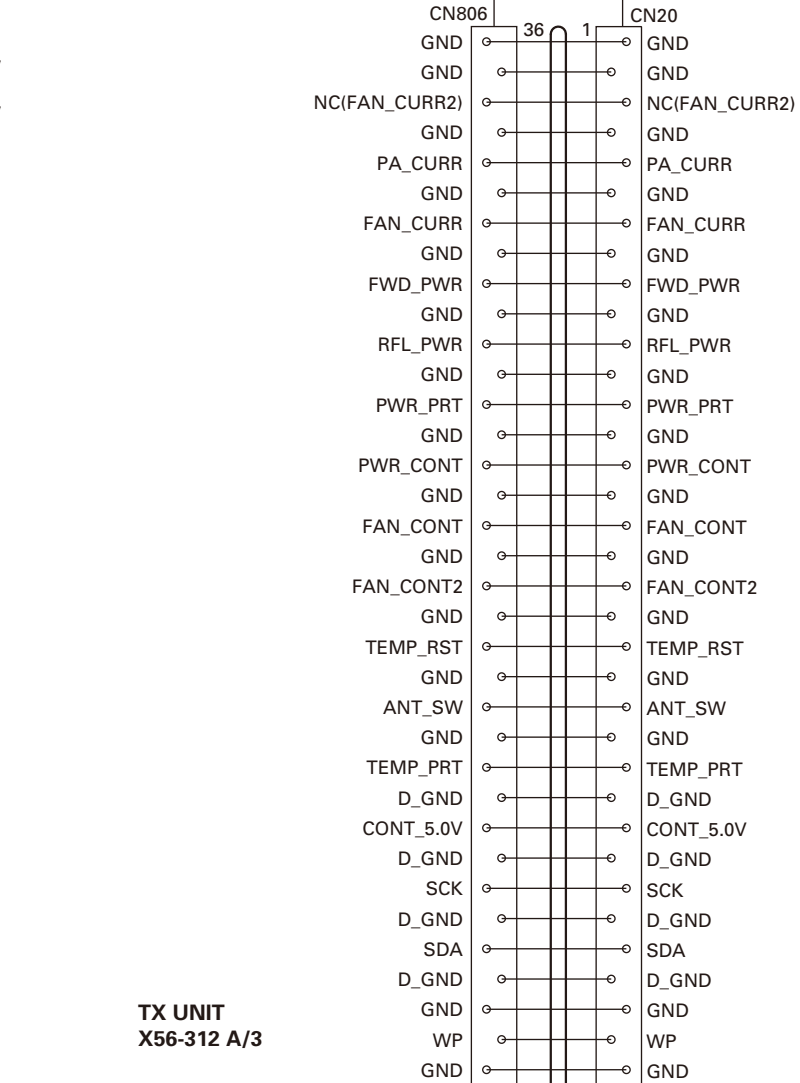 CN806 CN20
36 1
GND GND
GND GND
NC(FAN_CURR2) NC(FAN_CURR2)
GND GND
PA_CURR PA_CURR
GND GND
FAN_CURR FAN_CURR
GND GND
FWD_PWR FWD_PWR
GND GND
RFL_PWR RFL_PWR
GND GND
PWR_PRT PWR_PRT
GND GND
PWR_CONT PWR_CONT
GND GND
FAN_CONT FAN_CONT
GND GND
FAN_CONT2 FAN_CONT2
GND GND
TEMP_RST TEMP_RST
GND GND
ANT_SW ANT_SW
GND GND
TEMP_PRT TEMP_PRT
D_GND D_GND
CONT_5.0V CONT_5.0V
D_GND D_GND
SCK SCK
D_GND D_GND
SDA SDA
D_GND D_GND
TX UNIT GND GND
X56-312 A/3 WP WP
GND GND